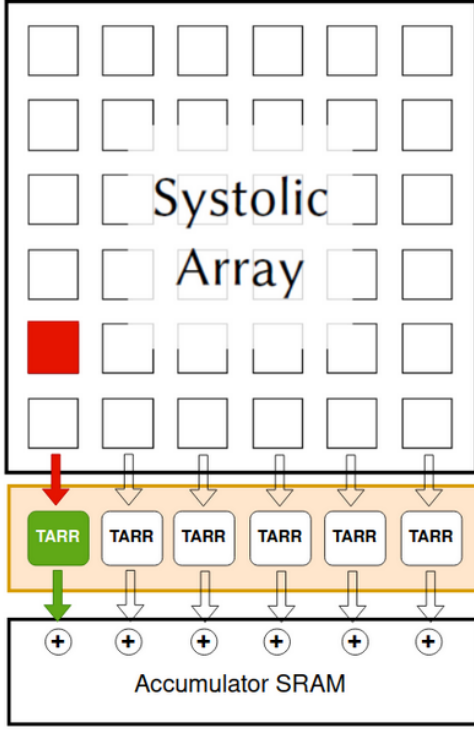 Systolic
Array
TARR TARR TARR TARR TARR TARR
+ + + + + +
Accumulator SRAM